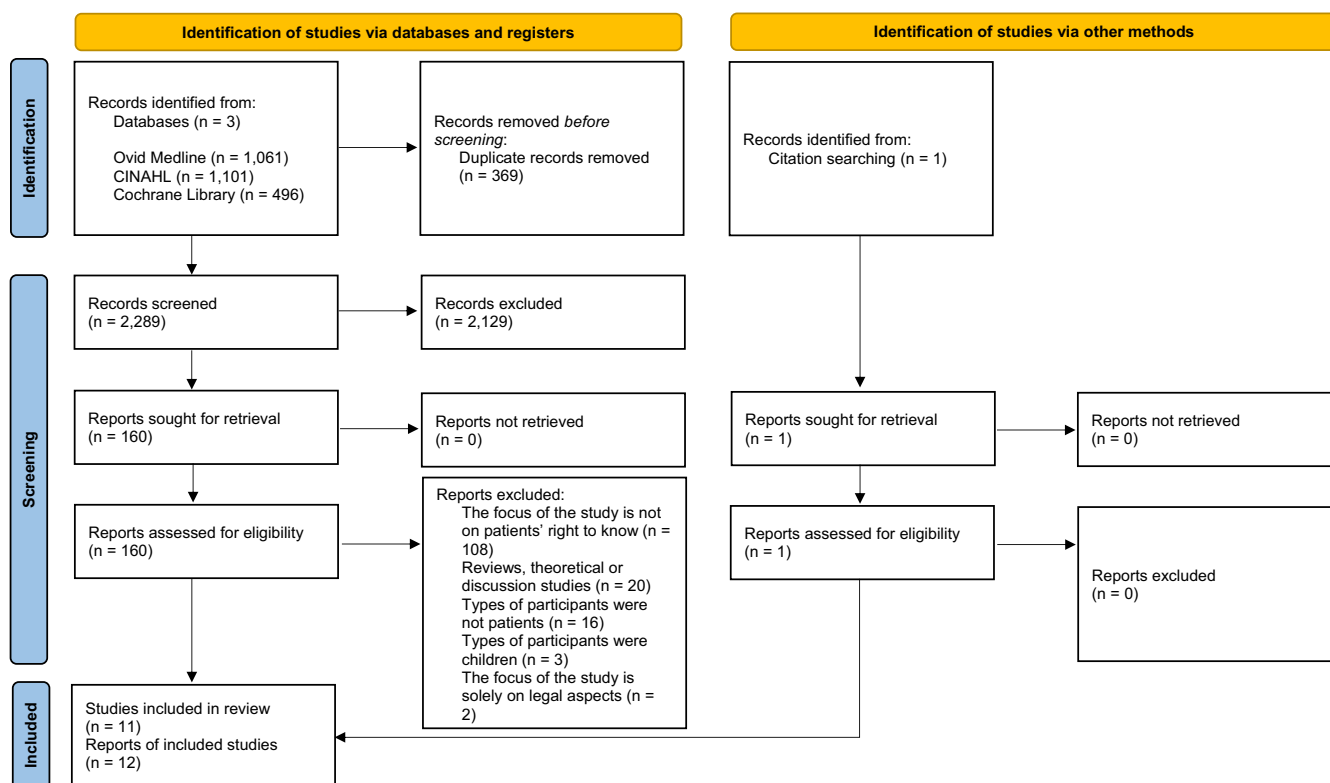 Identification of studies via databases and registers
Identification of studies via other methods
Identification
Records identified from:
Databases (n = 3)
Ovid Medline (n = 1,061)
CINAHL (n = 1,101)
Cochrane Library (n = 496)
Records removed before
screening:
Duplicate records removed
(n = 369)
Records identified from:
Citation searching (n = 1)
Screening
Records screened
(n = 2,289)
Records excluded
(n = 2,129)
Reports sought for retrieval
(n = 160)
Reports not retrieved
(n = 0)
Reports sought for retrieval
(n = 1)
Reports not retrieved
(n = 0)
Reports assessed for eligibility
(n = 160)
Reports excluded:
The focus of the study is not
on patients’ right to know (n =
108)
Reviews, theoretical or
discussion studies (n = 20)
Types of participants were
not patients (n = 16)
Types of participants were
children (n = 3)
The focus of the study is
solely on legal aspects (n =
2)
Reports assessed for eligibility
(n = 1)
Reports excluded
(n = 0)
Included
Studies included in review
(n = 11)
Reports of included studies
(n = 12)